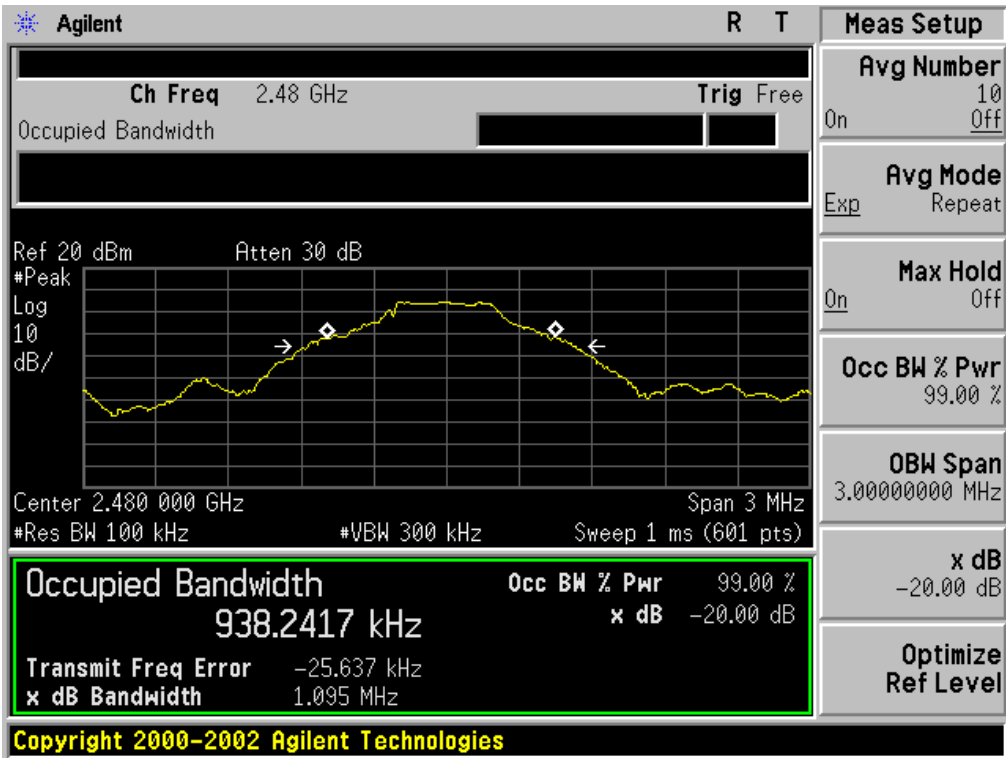 Agilent R T
Ch Freq 2.48 GHz Trig Free
Occupied Bandwidth
Ref 20 dBm Atten 30 dB
#Peak
Log
10
dB/
Center 2.480 000 GHz Span 3 MHz
#Res BW 100 kHz #VBW 300 kHz Sweep 1 ms (601 pts)
Occupied Bandwidth
938.2417 kHz
Occ BW % Pwr 99.00 %
x dB -20.00 dB
Transmit Freq Error -25.637 kHz
x dB Bandwidth 1.095 MHz
Copyright 2000-2002 Agilent Technologies
Meas Setup
Avg Number
10
On Off
Avg Mode
Exp Repeat
Max Hold
On Off
Occ BW % Pwr
99.00 %
OBW Span
3.00000000 MHz
x dB
-20.00 dB
Optimize
Ref Level